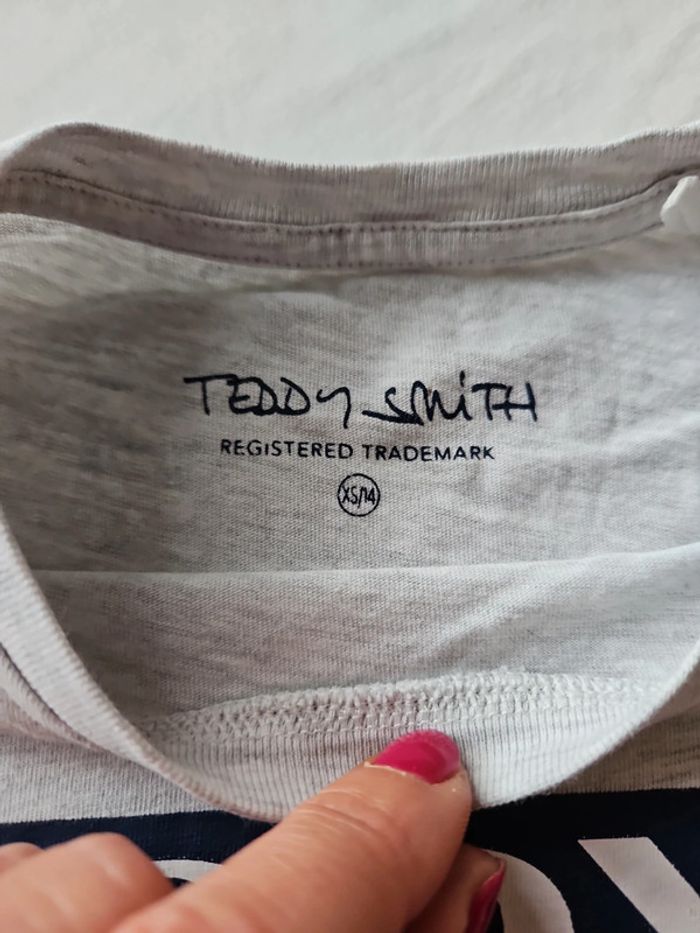 TEDDY SMITH
REGISTERED TRADEMARK
XS/14